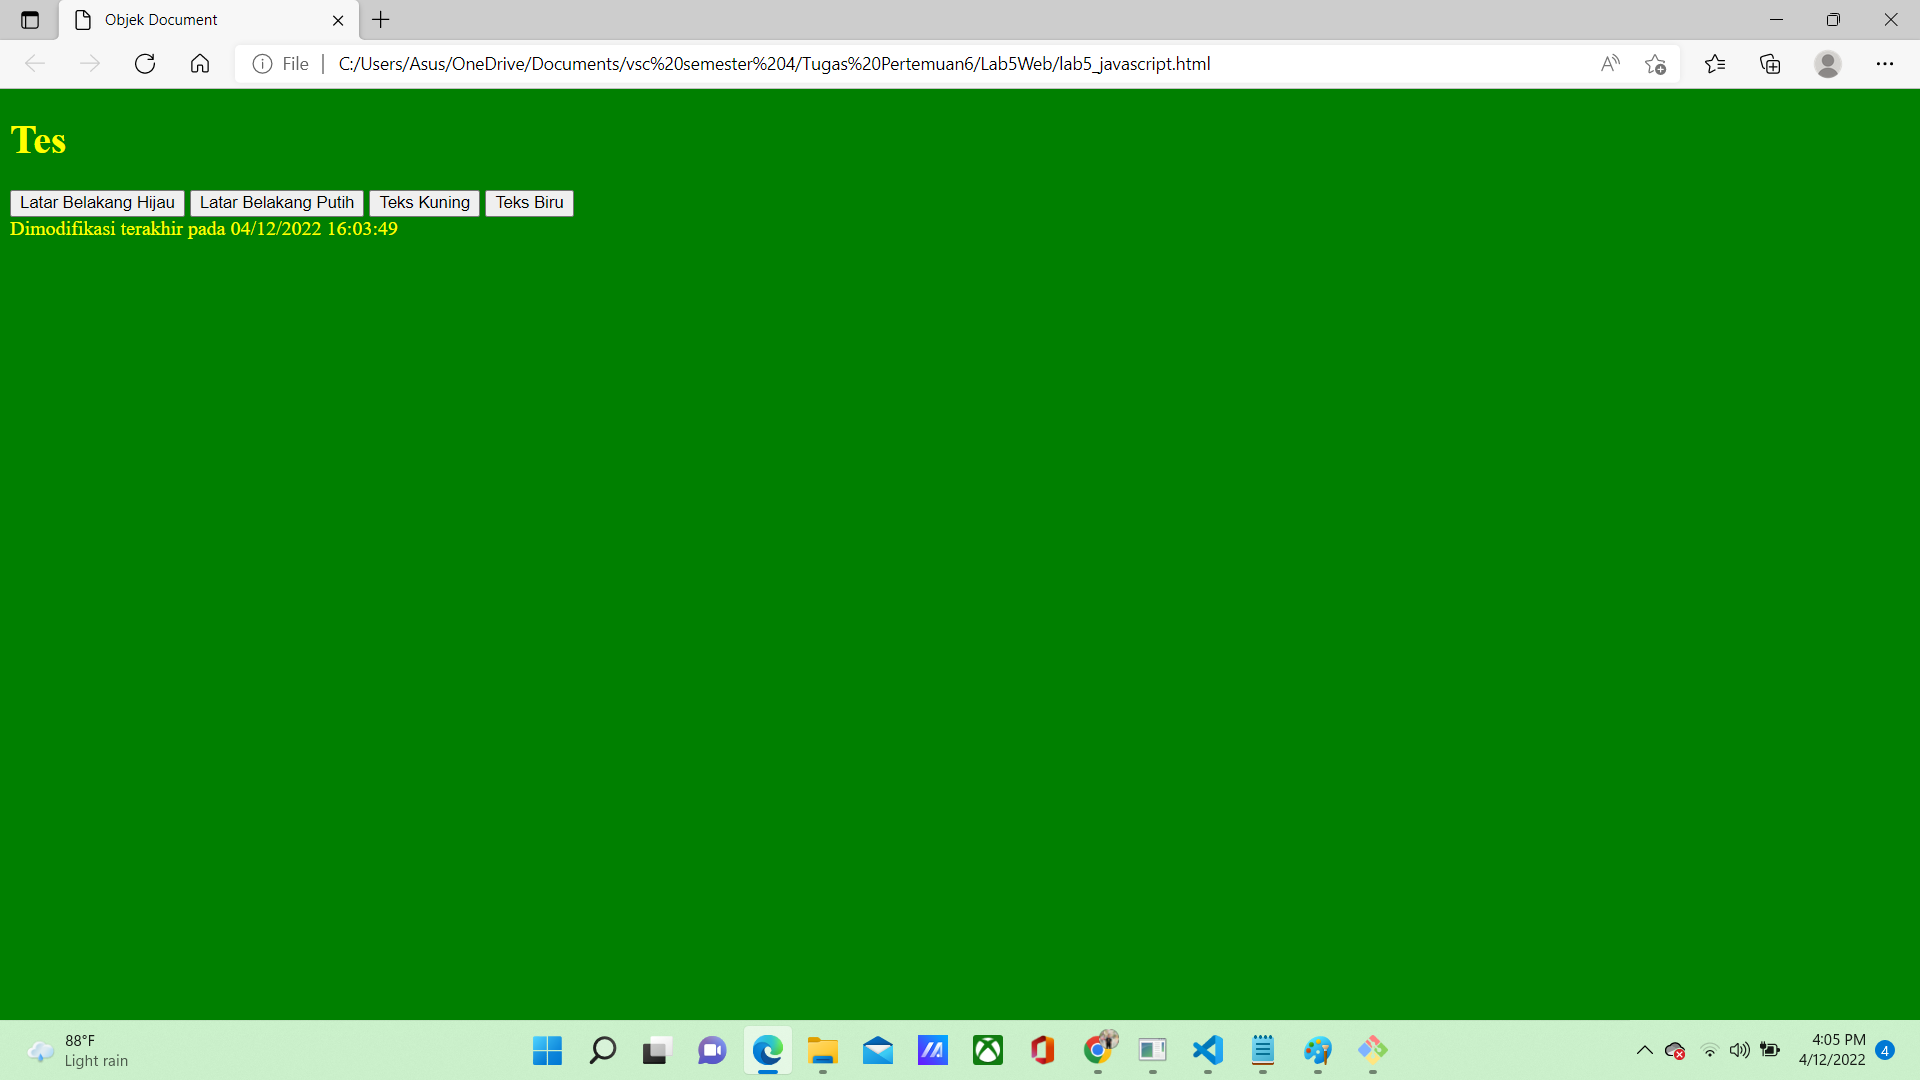 Objek Document
File
C:/Users/Asus/OneDrive/Documents/vsc%20semester%204/Tugas%20Pertemuan6/Lab5Web/lab5_javascript.html
Tes
Latar Belakang Hijau Latar Belakang Putih Teks Kuning Teks Biru
Dimodifikasi terakhir pada 04/12/2022 16:03:49
88°F
Light rain
4:05 PM
4/12/2022
4